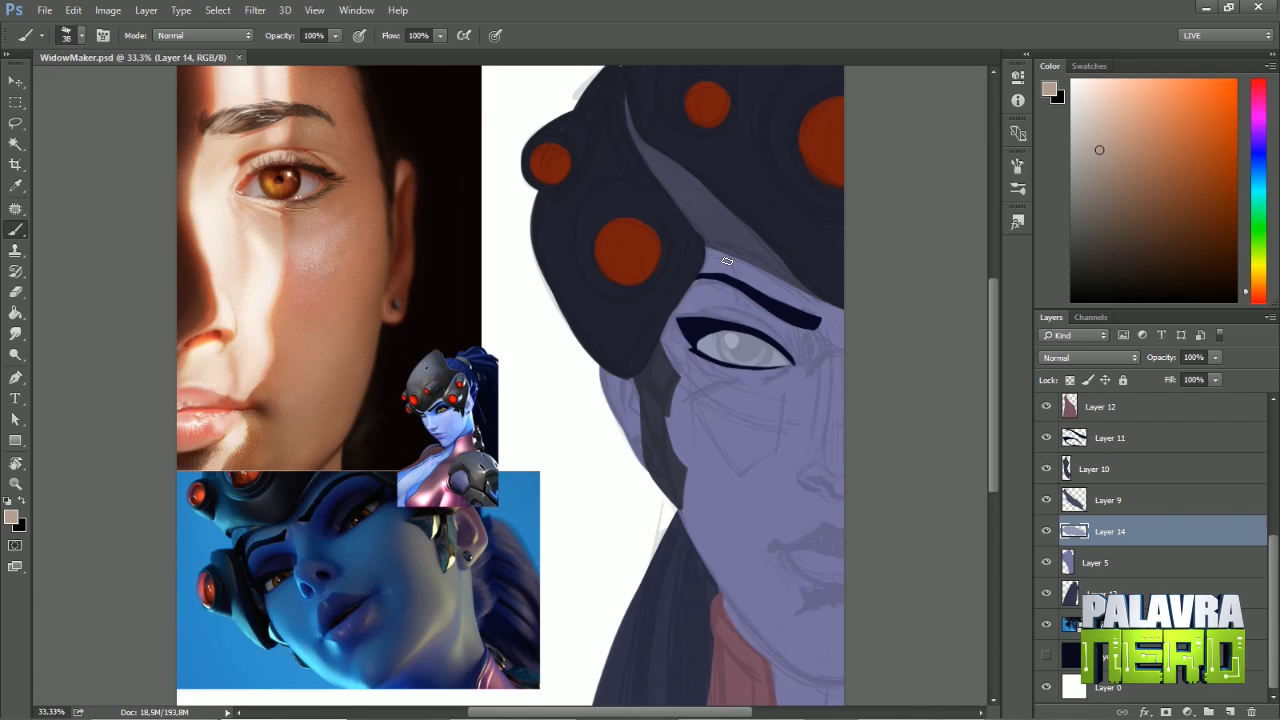 Ps File Edit Image Layer Type Select Filter 3D View Window Help
38 Mode: Normal Opacity: 100% Flow: 100% LIVE
WidowMaker.psd @ 33,3% (Layer 14, RGB/8) ×
Color Swatches
Layers Channels
Kind
Normal Opacity: 100%
Lock: Fill: 100%
Layer 12
Layer 11
Layer 10
Layer 9
Layer 14
Layer 5
PALAVRA
NERD
Layer 0
33,33% Doc: 18,5M/193,8M